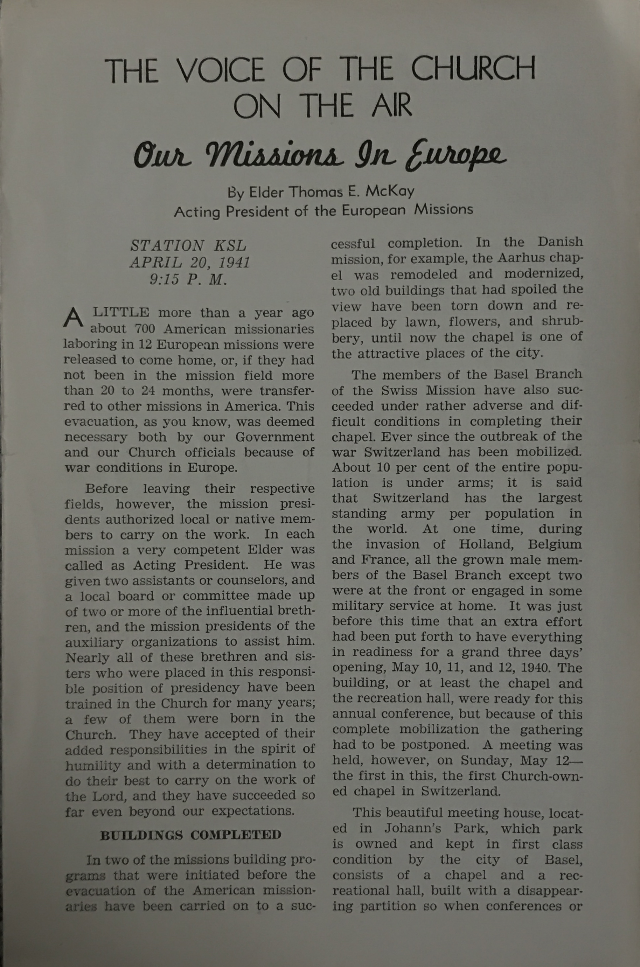 THE VOICE OF THE CHURCH
ON THE AIR
Our Missions In Europe
By Elder Thomas E. McKay
Acting President of the European Missions
STATION KSL
APRIL 20, 1941
9:15 P. M.
A LITTLE more than a year ago
about 700 American missionaries
laboring in 12 European missions were
released to come home, or, if they had
not been in the mission field more
than 20 to 24 months, were transfer-
red to other missions in America. This
evacuation, as you know, was deemed
necessary both by our Government
and our Church officials because of
war conditions in Europe.
Before leaving their respective
fields, however, the mission presi-
dents authorized local or native mem-
bers to carry on the work. In each
mission a very competent Elder was
called as Acting President. He was
given two assistants or counselors, and
a local board or committee made up
of two or more of the influential breth-
ren, and the mission presidents of the
auxiliary organizations to assist him.
Nearly all of these brethren and sis-
ters who were placed in this responsi-
ble position of presidency have been
trained in the Church for many years;
a few of them were born in the
Church. They have accepted of their
added responsibilities in the spirit of
humility and with a determination to
do their best to carry on the work of
the Lord, and they have succeeded so
far even beyond our expectations.
BUILDINGS COMPLETED
In two of the missions building pro-
grams that were initiated before the
evacuation of the American mission-
aries have been carried on to a suc-
cessful completion. In the Danish
mission, for example, the Aarhus chap-
el was remodeled and modernized,
two old buildings that had spoiled the
view have been torn down and re-
placed by lawn, flowers, and shrub-
bery, until now the chapel is one of
the attractive places of the city.
The members of the Basel Branch
of the Swiss Mission have also suc-
ceeded under rather adverse and dif-
ficult conditions in completing their
chapel. Ever since the outbreak of the
war Switzerland has been mobilized.
About 10 per cent of the entire popu-
lation is under arms; it is said
that Switzerland has the largest
standing army per population in
the world. At one time, during
the invasion of Holland, Belgium
and France, all the grown male mem-
bers of the Basel Branch except two
were at the front or engaged in some
military service at home. It was just
before this time that an extra effort
had been put forth to have everything
in readiness for a grand three days'
opening, May 10, 11, and 12, 1940. The
building, or at least the chapel and
the recreation hall, were ready for this
annual conference, but because of this
complete mobilization the gathering
had to be postponed. A meeting was
held, however, on Sunday, May 12—
the first in this, the first Church-own-
ed chapel in Switzerland.
This beautiful meeting house, locat-
ed in Johann's Park, which park
is owned and kept in first class
condition by the city of Basel,
consists of a chapel and a rec-
reational hall, built with a disappear-
ing partition so when conferences or